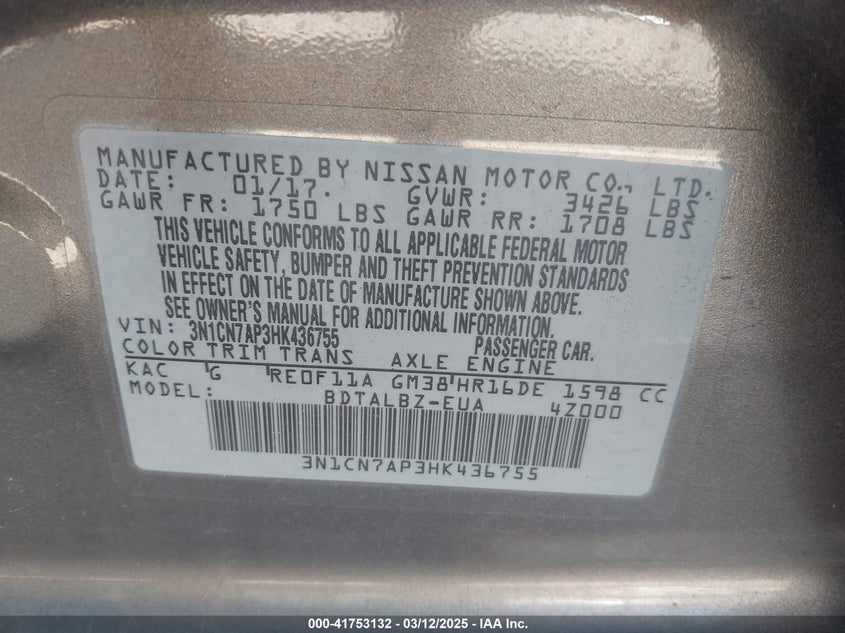 MANUFACTURED BY NISSAN MOTOR CO., LTD.
DATE: 01/17. GVWR: 3426 LBS
GAWR FR: 1750 LBS GAWR RR: 1708 LBS
THIS VEHICLE CONFORMS TO ALL APPLICABLE FEDERAL MOTOR
VEHICLE SAFETY, BUMPER AND THEFT PREVENTION STANDARDS
IN EFFECT ON THE DATE OF MANUFACTURE SHOWN ABOVE.
SEE OWNER'S MANUAL FOR ADDITIONAL INFORMATION.
VIN: 3N1CN7AP3HK436755 PASSENGER CAR.
COLOR TRIM TRANS AXLE ENGINE
KAC G RE0F11A GM38 HR16DE 1598 CC
MODEL: BDTALBZ-EUA 4Z000
3N1CN7AP3HK436755
000-41753132 - 03/12/2025 - IAA Inc.